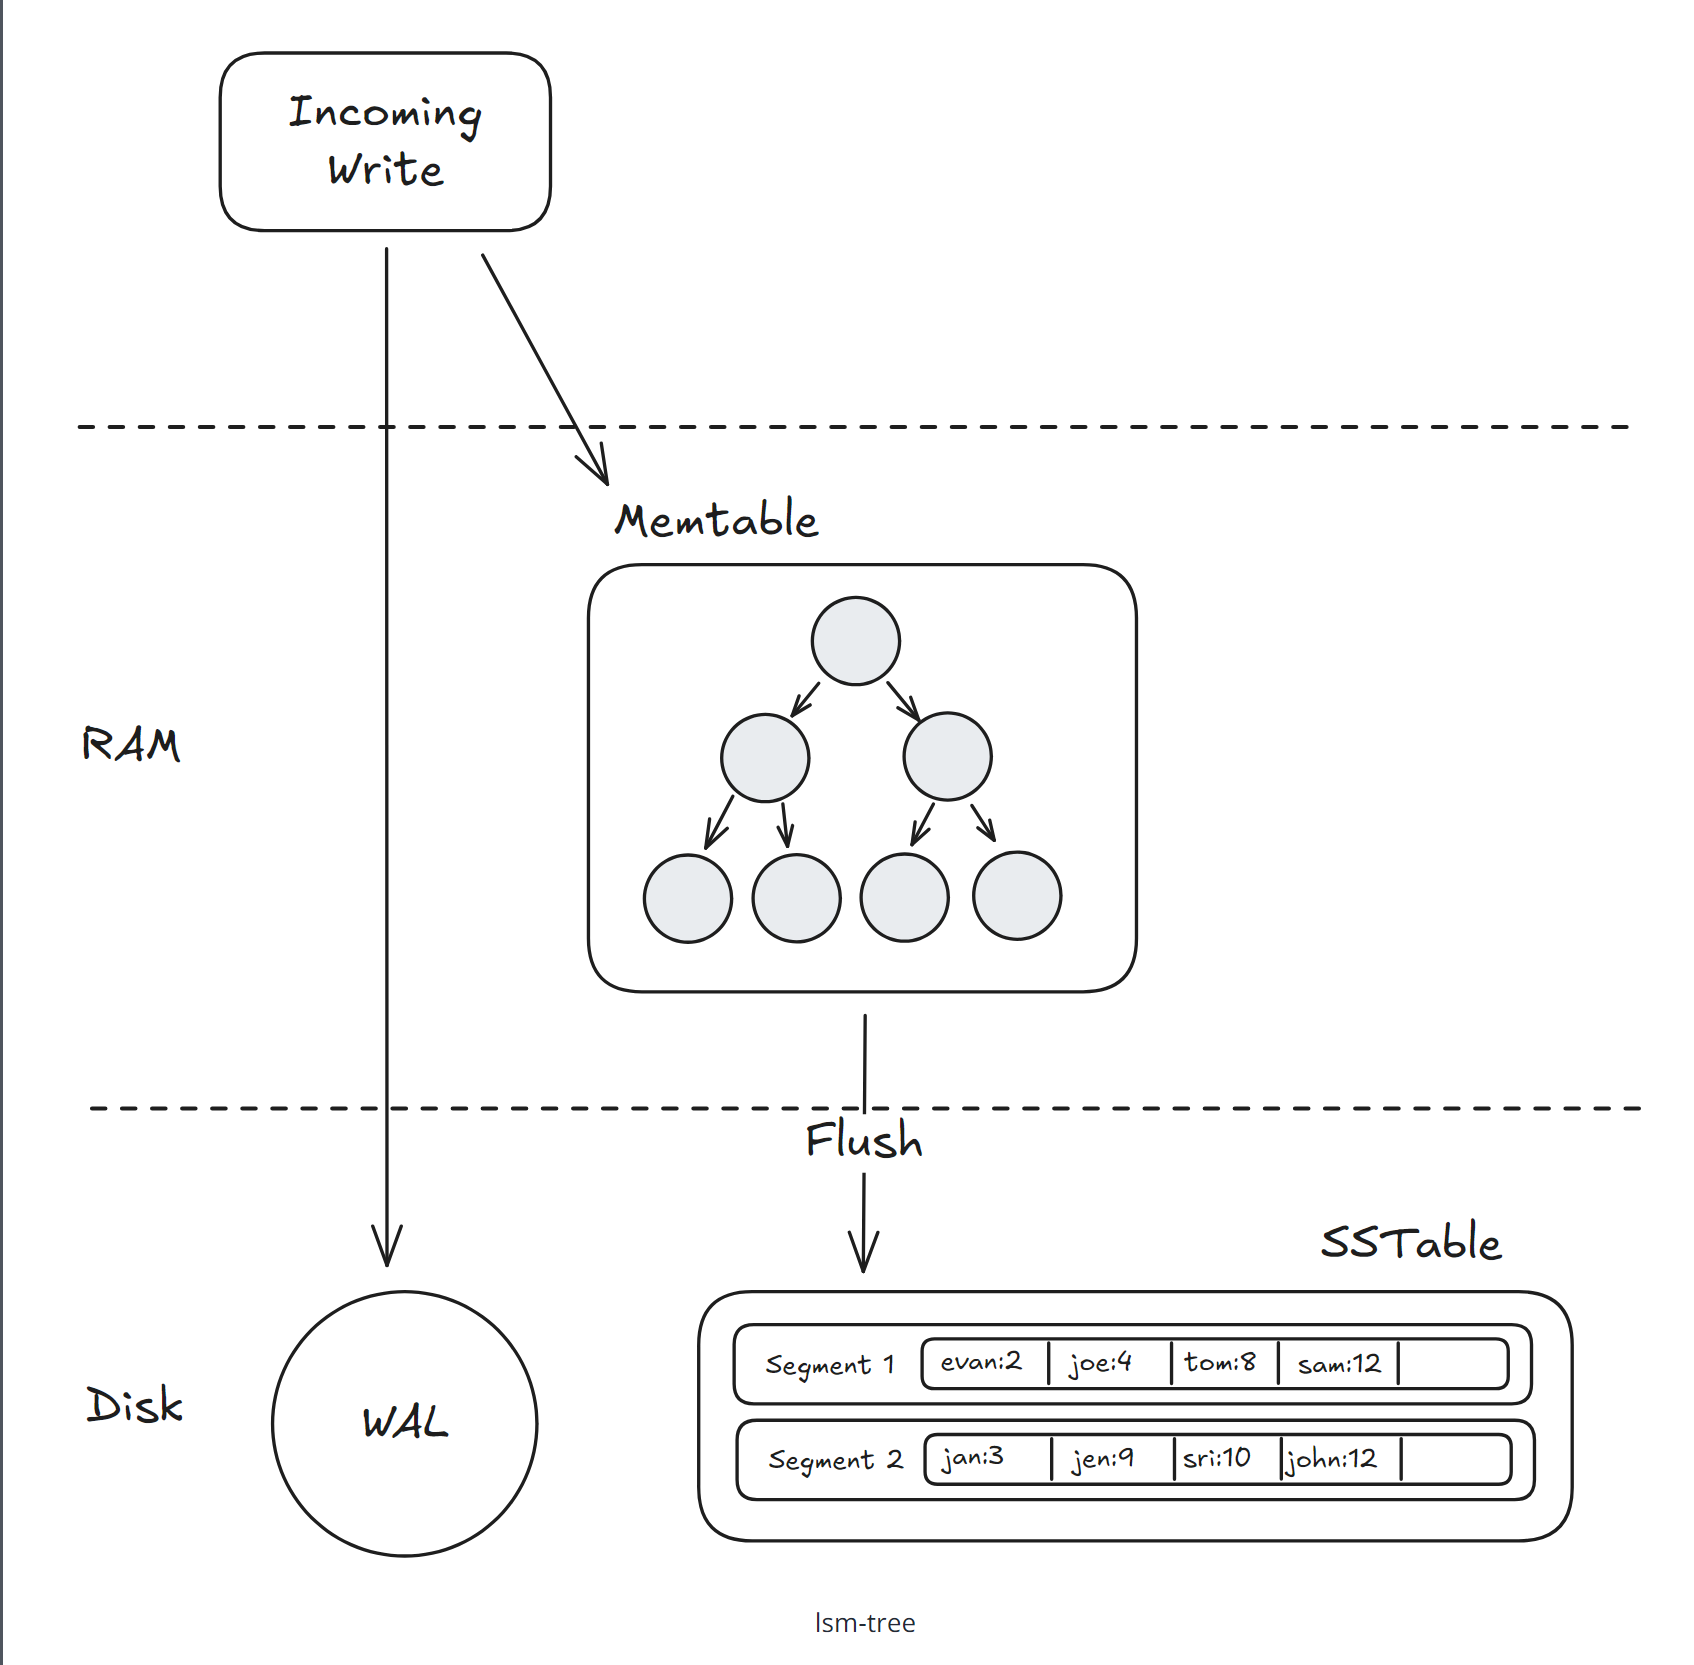 Incoming
Write
Memtable
RAM
Flush
SSTable
Disk
WAL
Segment 1 evan:2 joe:4 tom:8 sam:12
Segment 2 jan:3 jen:9 sri:10 john:12
lsm-tree